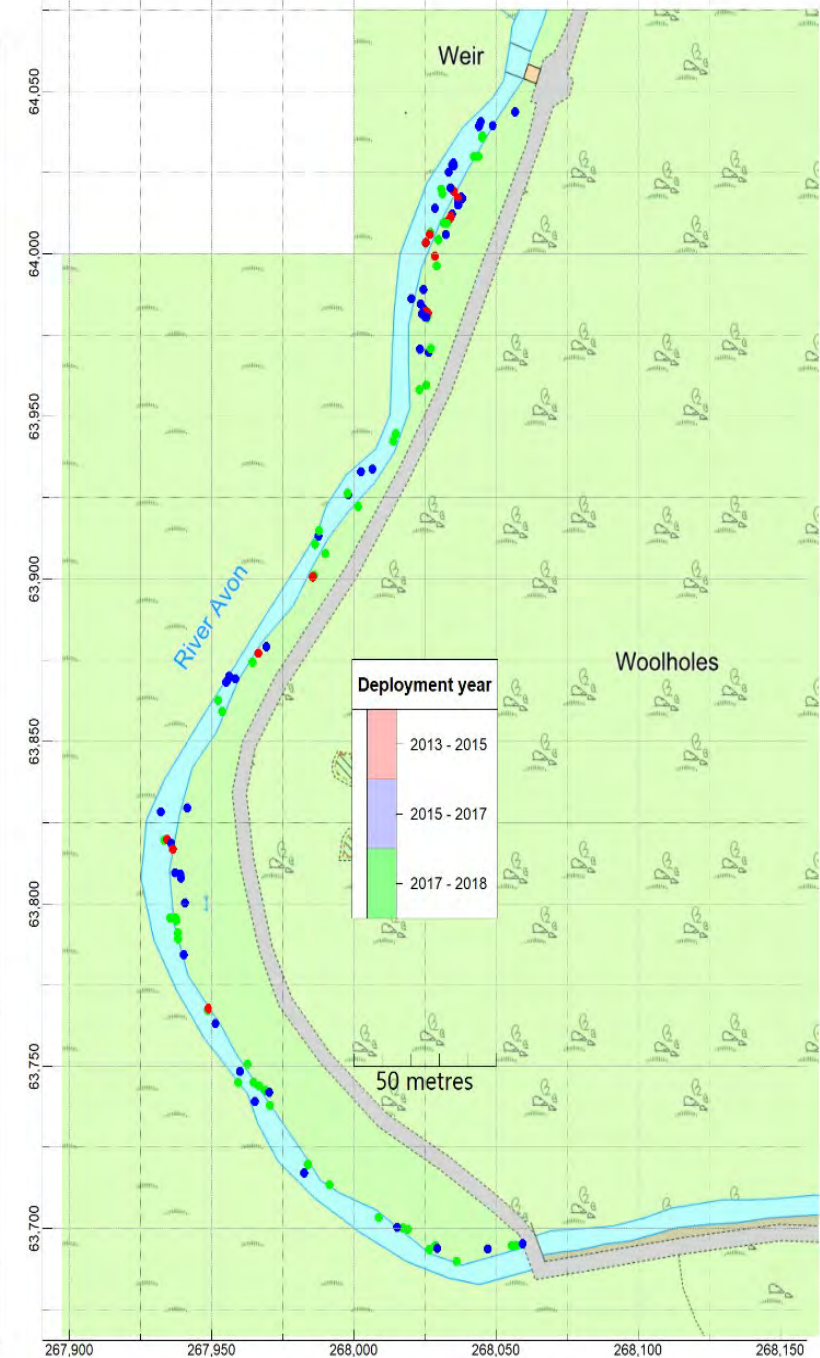 Weir
64,050
64,000
63,950
63,900
River Avon
Woolholes
Deployment year
2013 - 2015
63,850
2015 - 2017
2017 - 2018
63,800
63,750
50 metres
63,700
267,900 267,950 268,000 268,050 268,100 268,150